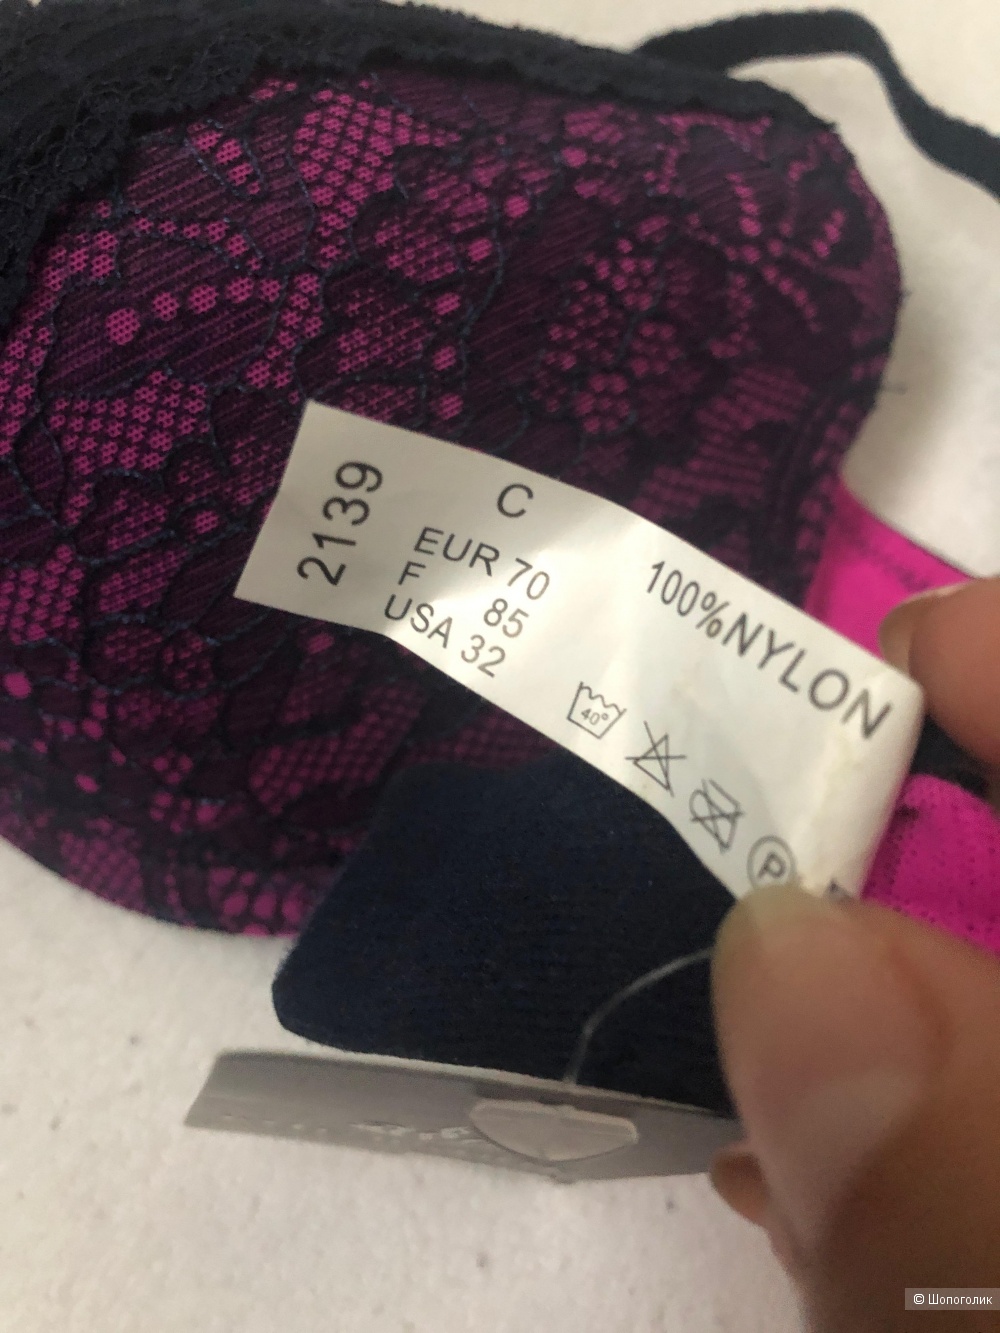 2139
C
EUR 70
F 85
USA 32
100%NYLON
40°
P
© Шопоголик